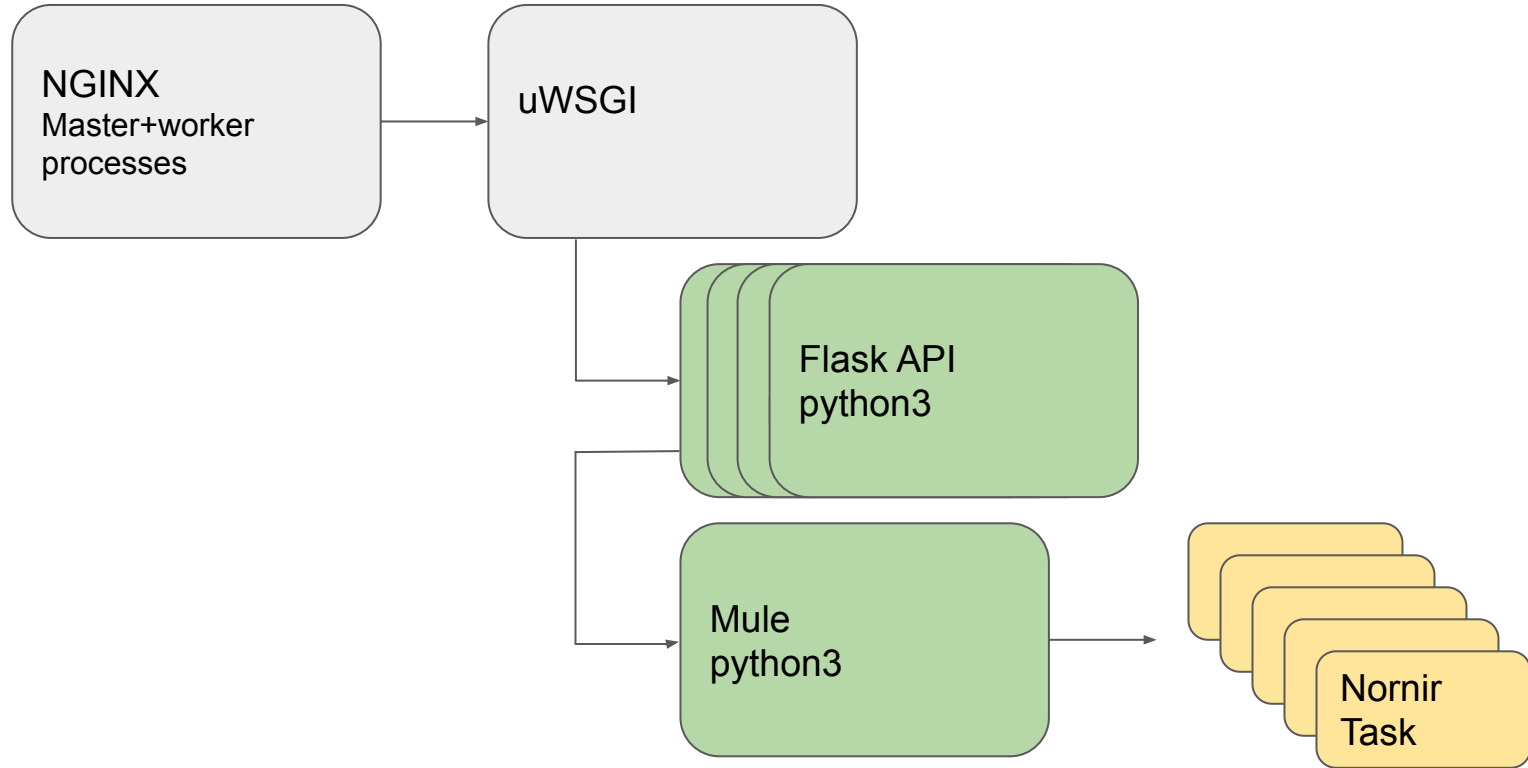 NGINX
Master+worker
processes
uWSGI
Flask API
python3
Mule
python3
Nornir
Task